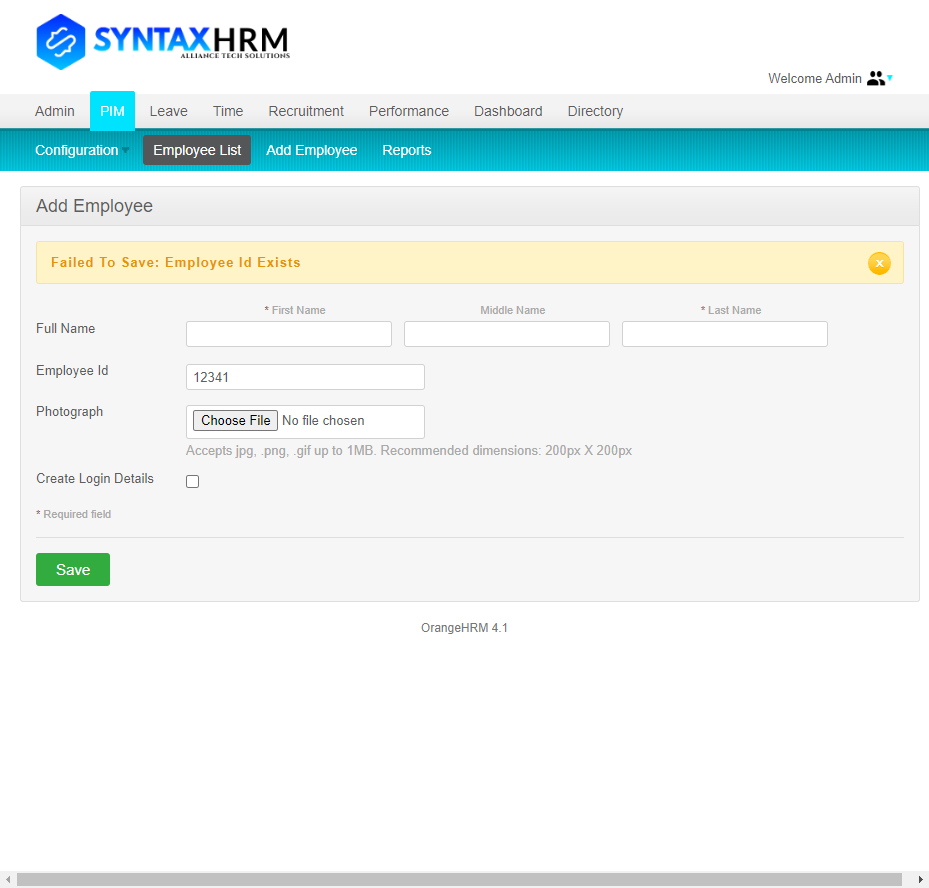 SYNTAXHRM
ALLIANCE TECH SOLUTIONS
Welcome Admin
Admin PIM Leave Time Recruitment Performance Dashboard Directory
Configuration Employee List Add Employee Reports
Add Employee
Failed To Save: Employee Id Exists
* First Name Middle Name * Last Name
Full Name
Employee Id 12341
Photograph Choose File No file chosen
Accepts jpg, .png, .gif up to 1MB. Recommended dimensions: 200px X 200px
Create Login Details
* Required field
Save
OrangeHRM 4.1